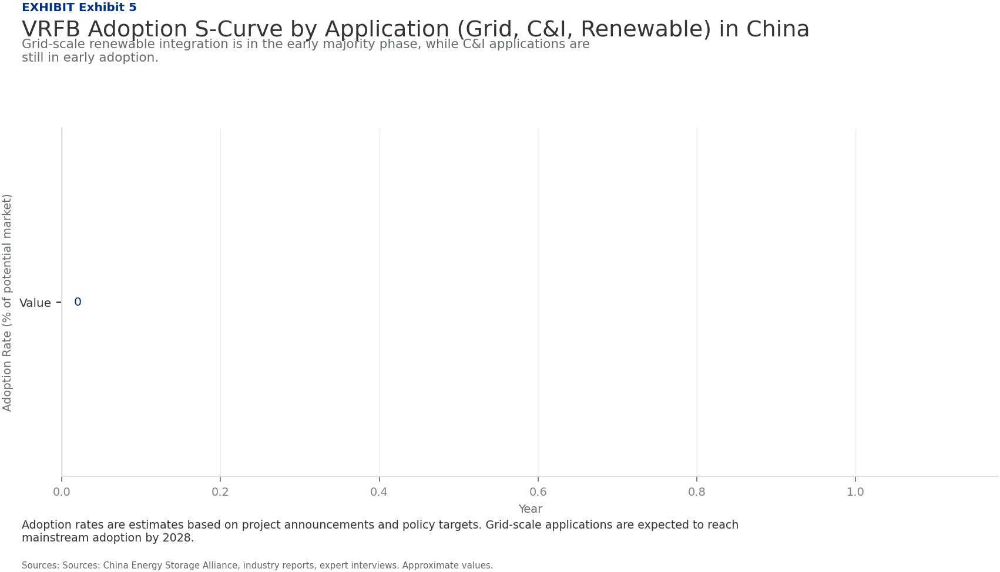 EXHIBIT Exhibit 5
VRFB Adoption S-Curve by Application (Grid, C&I, Renewable) in China
Grid-scale renewable integration is in the early majority phase, while C&I applications are
still in early adoption.
Adoption Rate (% of potential market)
Value
0
0.0
0.2
0.4
0.6
0.8
1.0
Year
Adoption rates are estimates based on project announcements and policy targets. Grid-scale applications are expected to reach
mainstream adoption by 2028.
Sources: Sources: China Energy Storage Alliance, industry reports, expert interviews. Approximate values.